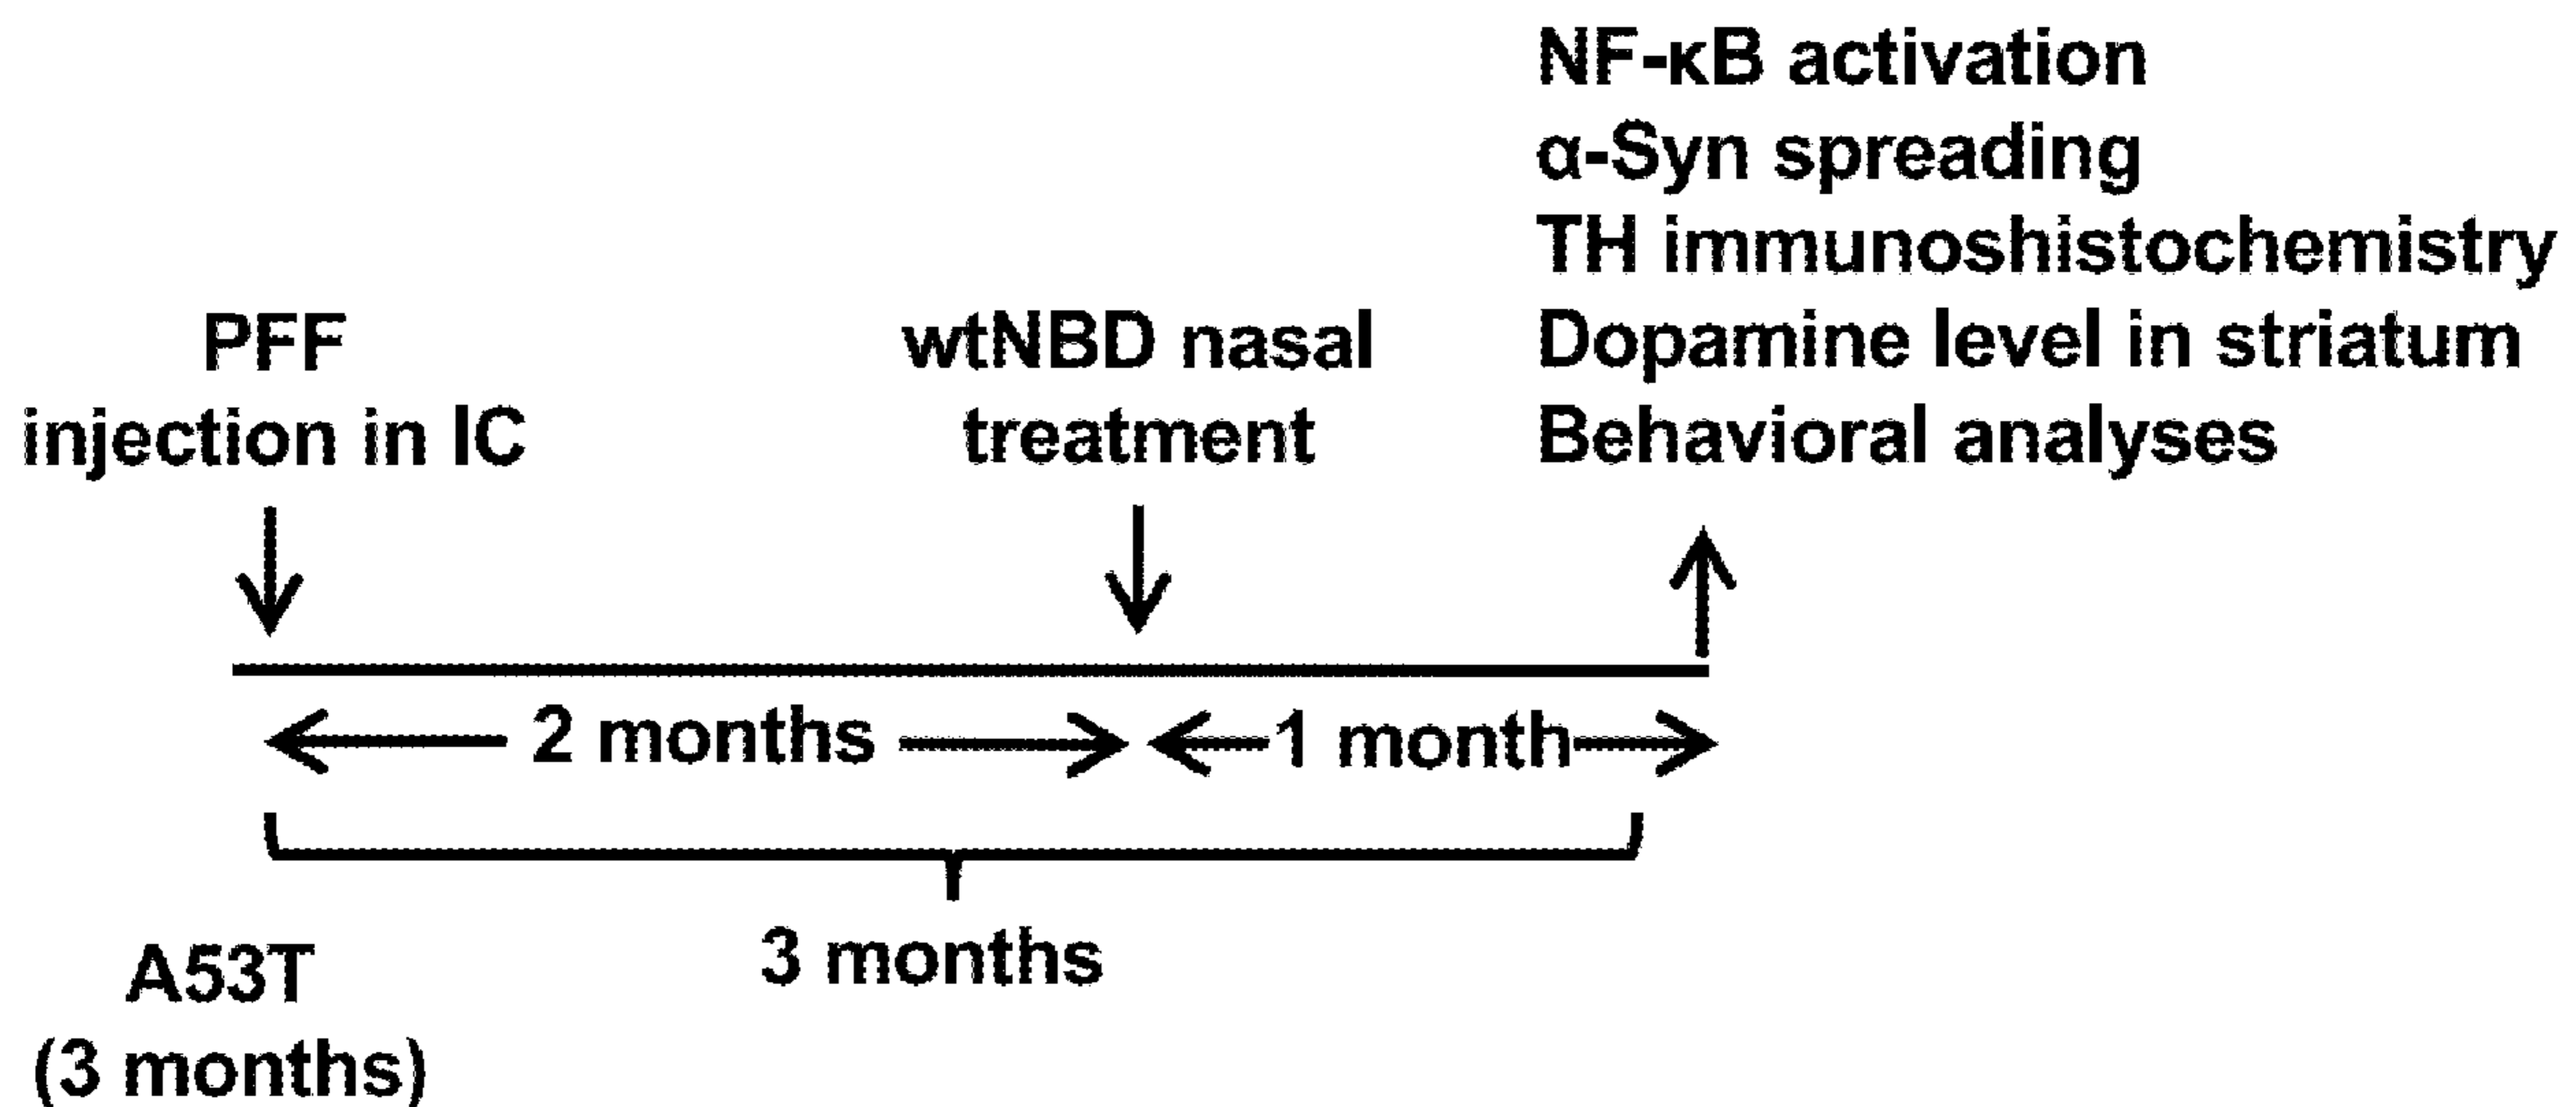 PFF
injection in IC
wtNBD nasal
treatment
NF-κB activation
α-Syn spreading
TH immunoshistochemistry
Dopamine level in striatum
Behavioral analyses
2 months
1 month
3 months
A53T
(3 months)